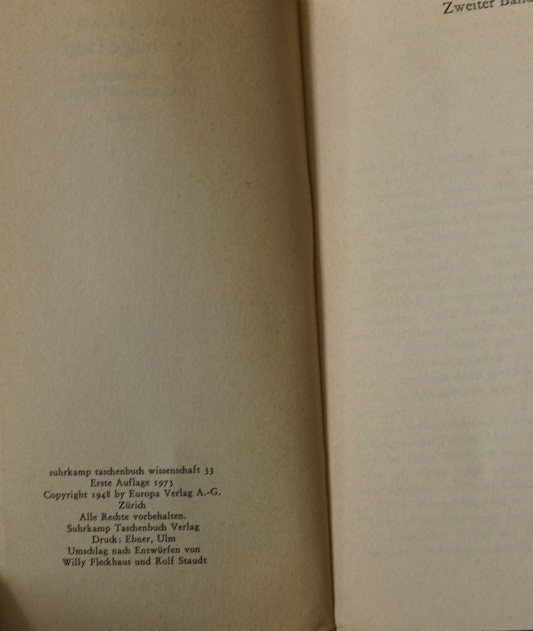 suhrkamp taschenbuch wissenschaft 33
Erste Auflage 1973
Copyright 1948 by Europa Verlag A.-G.
Zürich
Alle Rechte vorbehalten.
Suhrkamp Taschenbuch Verlag
Druck: Ebner, Ulm
Umschlag nach Entwürfen von
Willy Fleckhaus und Rolf Staudt
Zweiter Band